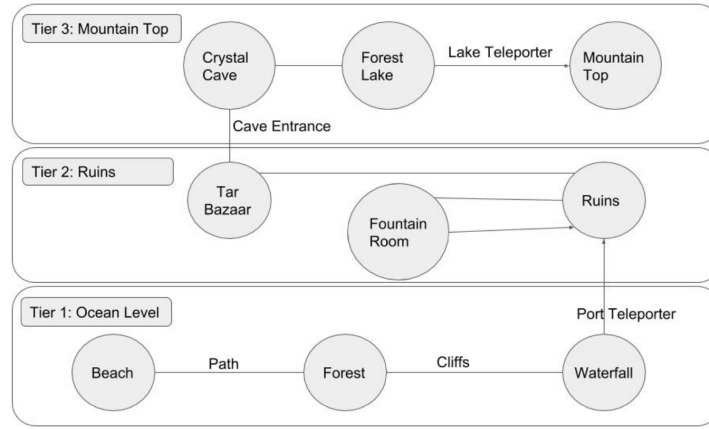 Tier 3: Mountain Top
Crystal
Cave
Forest
Lake
Lake Teleporter
Mountain
Top
Cave Entrance
Tier 2: Ruins
Tar
Bazaar
Fountain
Room
Ruins
Tier 1: Ocean Level
Port Teleporter
Beach
Path
Forest
Cliffs
Waterfall